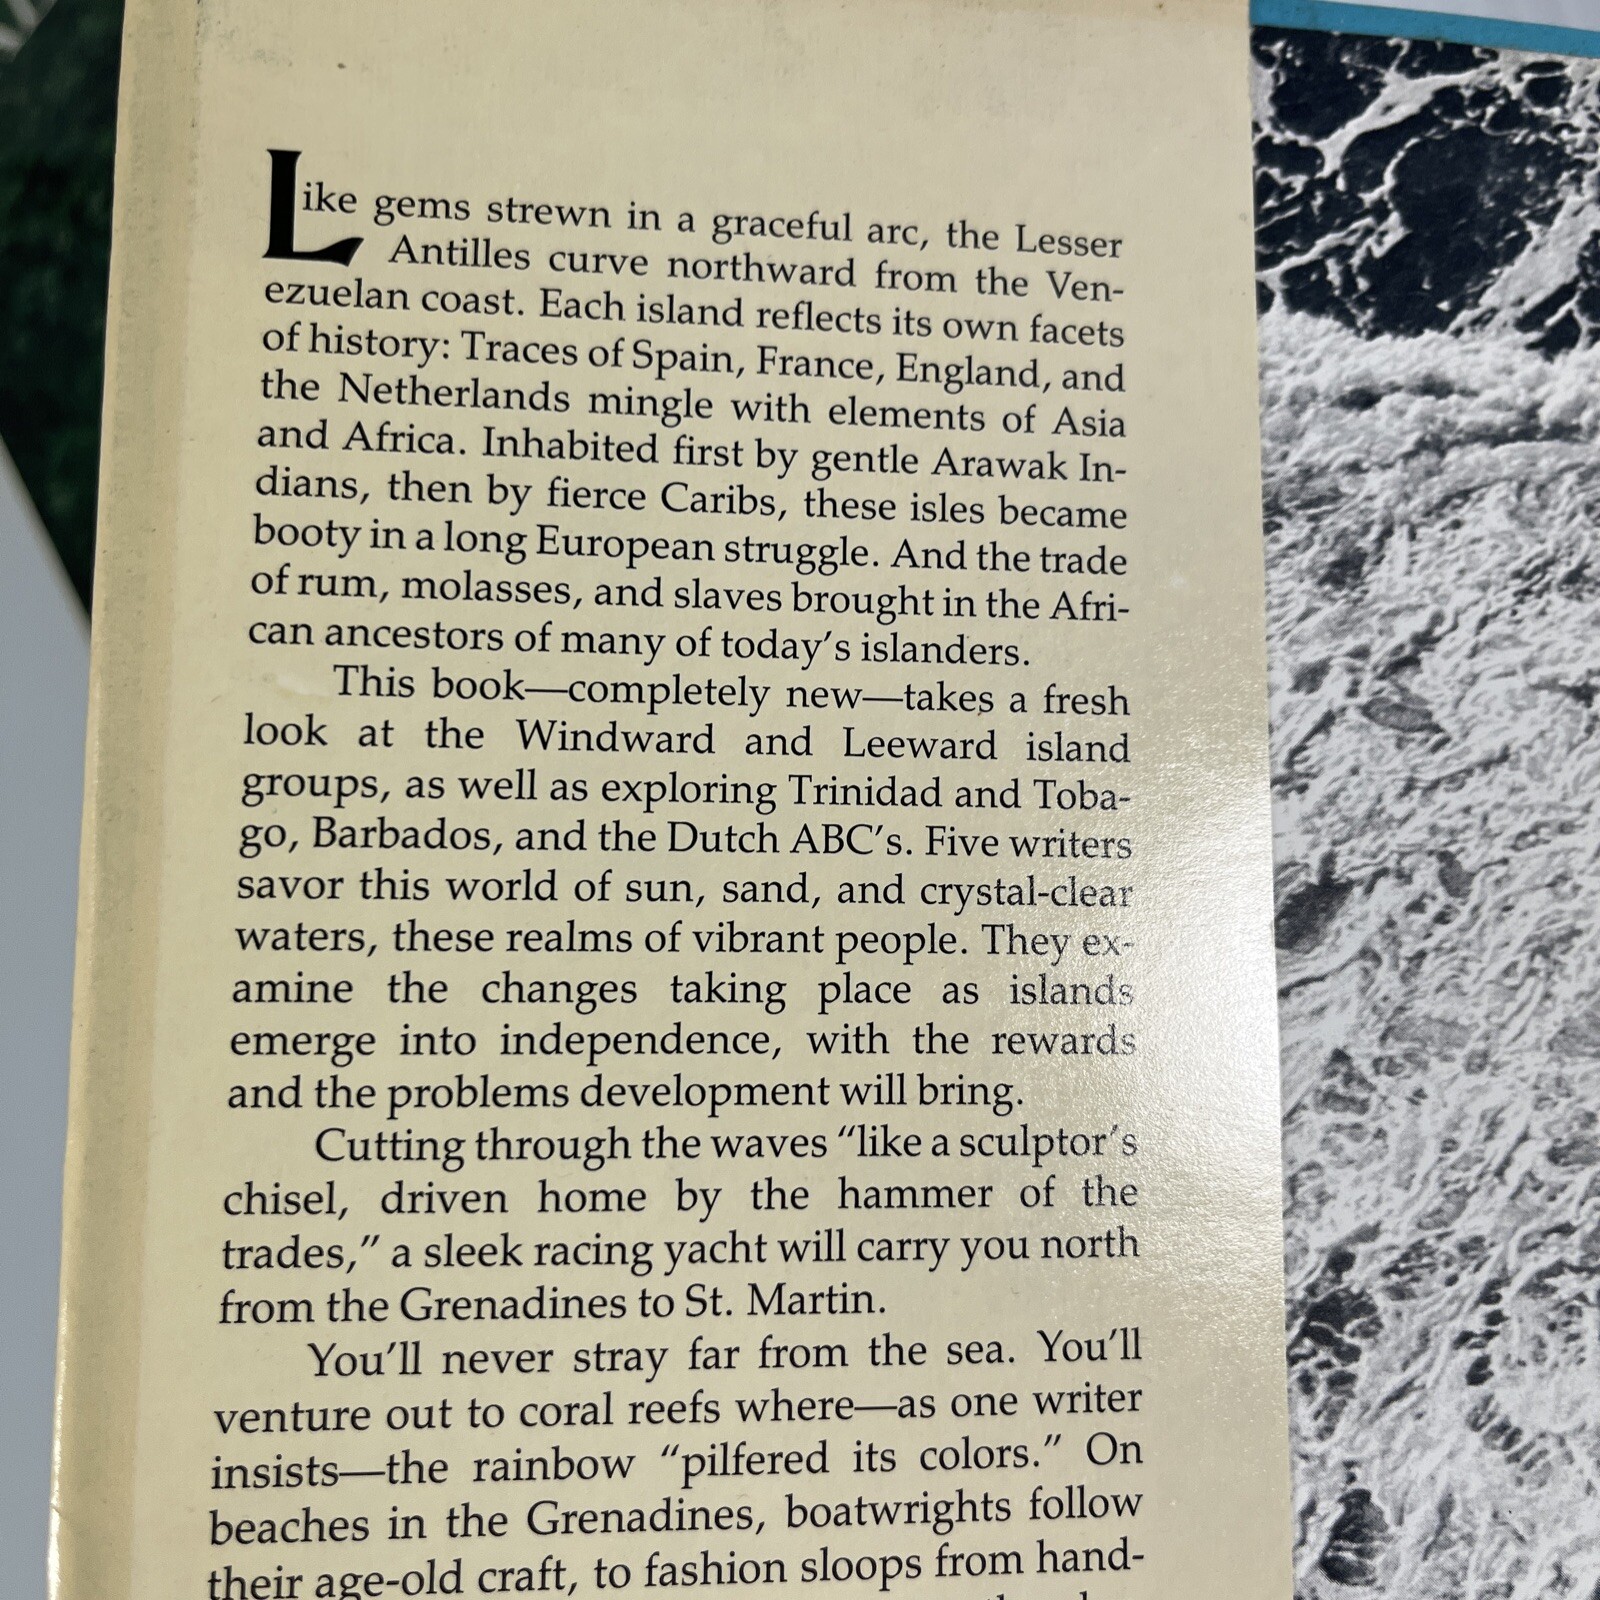 Like gems strewn in a graceful arc, the Lesser
Antilles curve northward from the Ven-
ezuelan coast. Each island reflects its own facets
of history: Traces of Spain, France, England, and
the Netherlands mingle with elements of Asia
and Africa. Inhabited first by gentle Arawak In-
dians, then by fierce Caribs, these isles became
booty in a long European struggle. And the trade
of rum, molasses, and slaves brought in the Afri-
can ancestors of many of today's islanders.
This book—completely new—takes a fresh
look at the Windward and Leeward island
groups, as well as exploring Trinidad and Toba-
go, Barbados, and the Dutch ABC's. Five writers
savor this world of sun, sand, and crystal-clear
waters, these realms of vibrant people. They ex-
amine the changes taking place as islands
emerge into independence, with the rewards
and the problems development will bring.
Cutting through the waves "like a sculptor's
chisel, driven home by the hammer of the
trades," a sleek racing yacht will carry you north
from the Grenadines to St. Martin.
You'll never stray far from the sea. You'll
venture out to coral reefs where—as one writer
insists—the rainbow "pilfered its colors." On
beaches in the Grenadines, boatwrights follow
their age-old craft, to fashion sloops from hand-